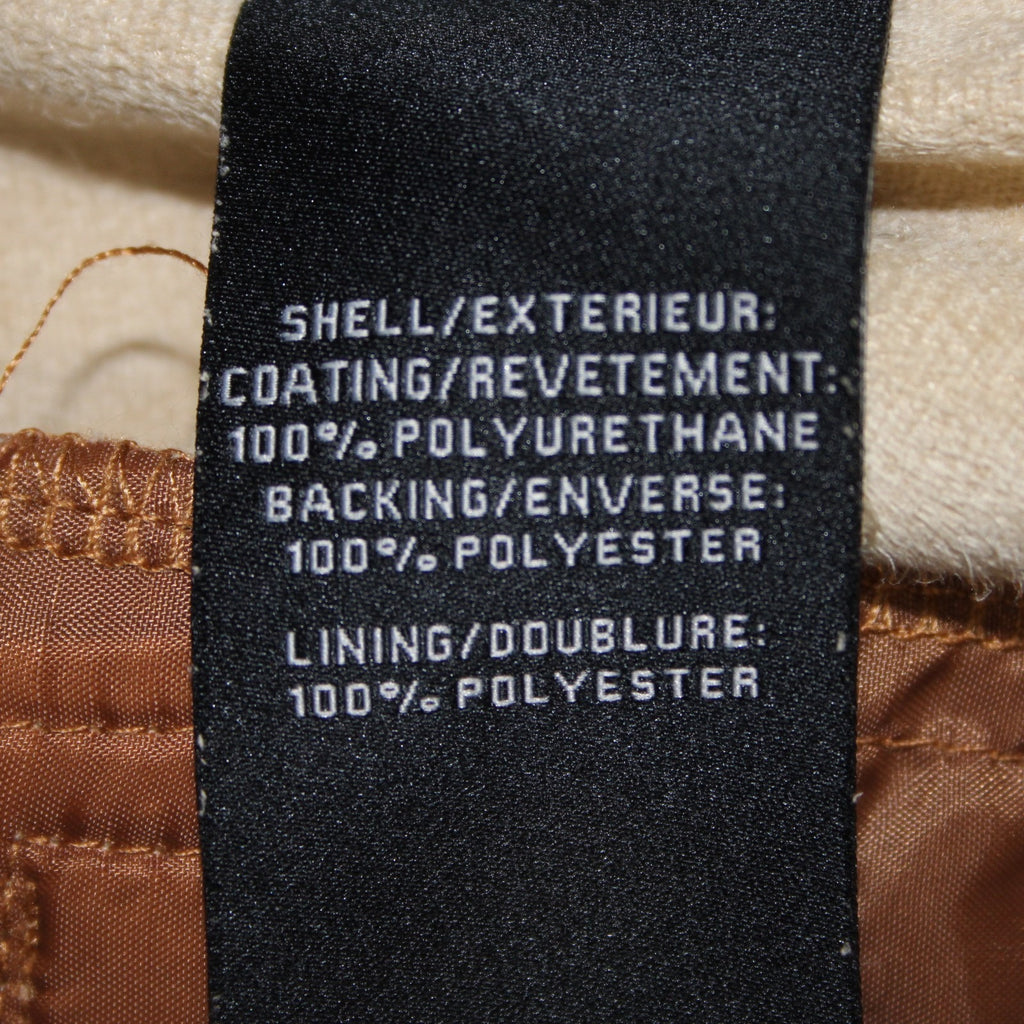 SHELL/EXTERIEUR:
COATING/REVETEMENT:
100% POLYURETHANE
BACKING/ENVERSE:
100% POLYESTER
LINING/DOUBLURE:
100% POLYESTER